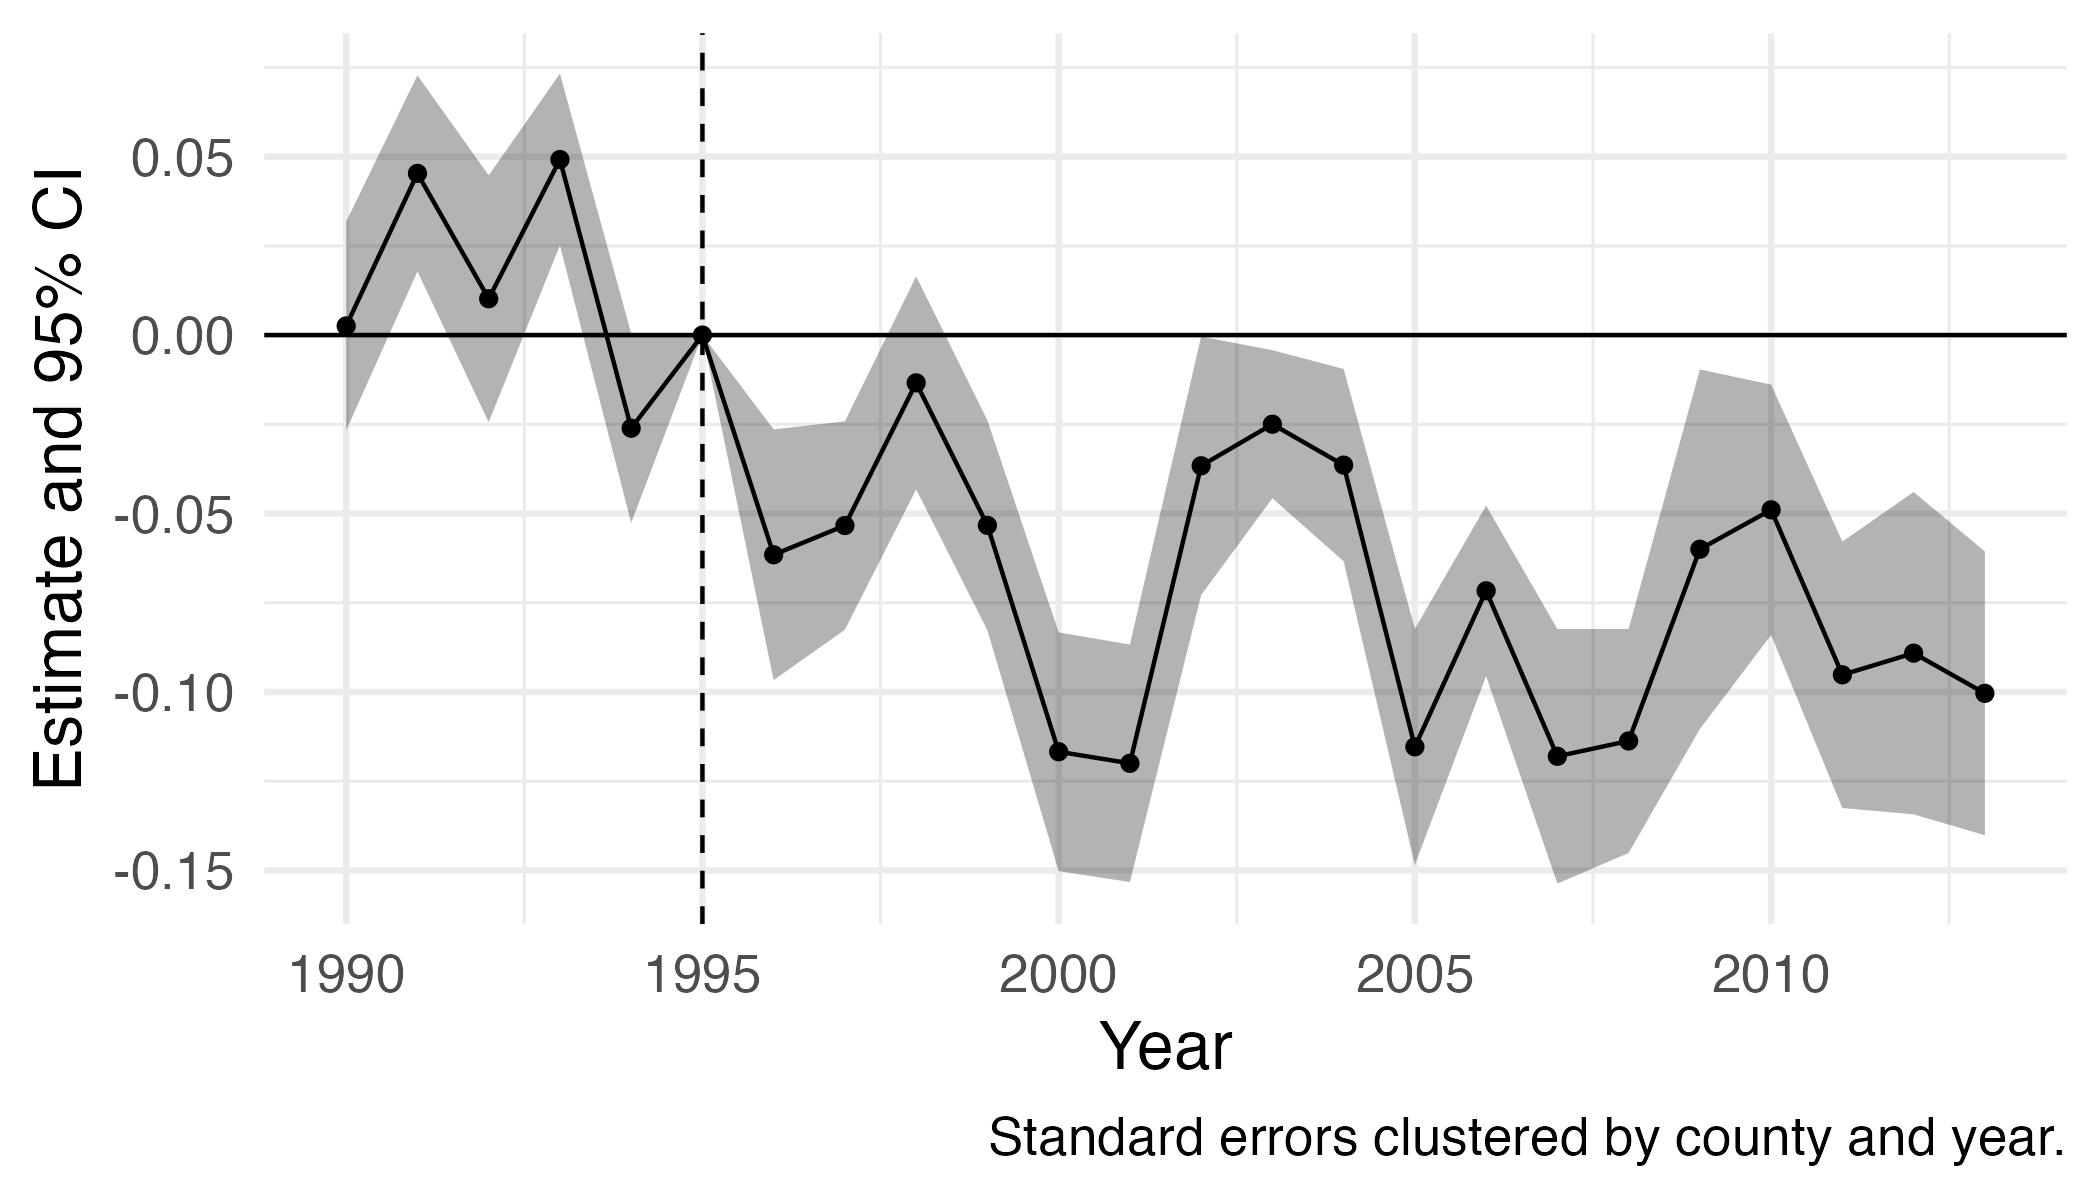 Estimate and 95% CI
0.05
0.00
-0.05
-0.10
-0.15
1990 1995 2000 2005 2010
Year
Standard errors clustered by county and year.